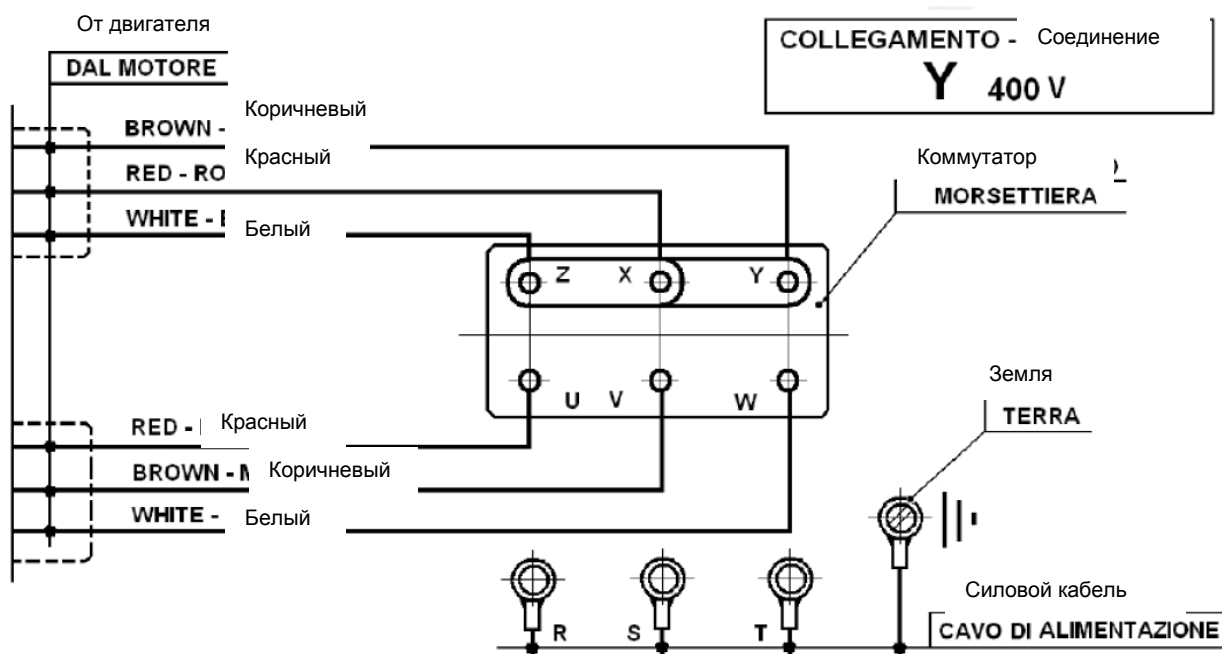 От двигателя
DAL MOTORE
COLLEGAMENTO - Соединение
Y 400 V
Коричневый
BROWN -
Красный
RED - RO
WHITE -
Белый
Коммутатор
MORSETTIERA
Z X Y
U V W
Земля
TERRA
RED -
Красный
BROWN - M
Коричневый
WHITE -
Белый
R S T
Силовой кабель
CAVO DI ALIMENTAZIONE